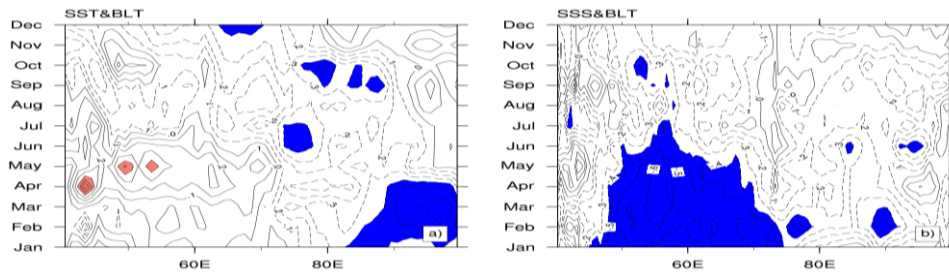 SST&BLT
Dec
Nov
Oct
Sep
Aug
Jul
Jun
May
Apr
Mar
Feb
Jan
60E
80E
a)
SSS&BLT
Dec
Nov
Oct
Sep
Aug
Jul
Jun
May
Apr
Mar
Feb
Jan
60E
80E
b)